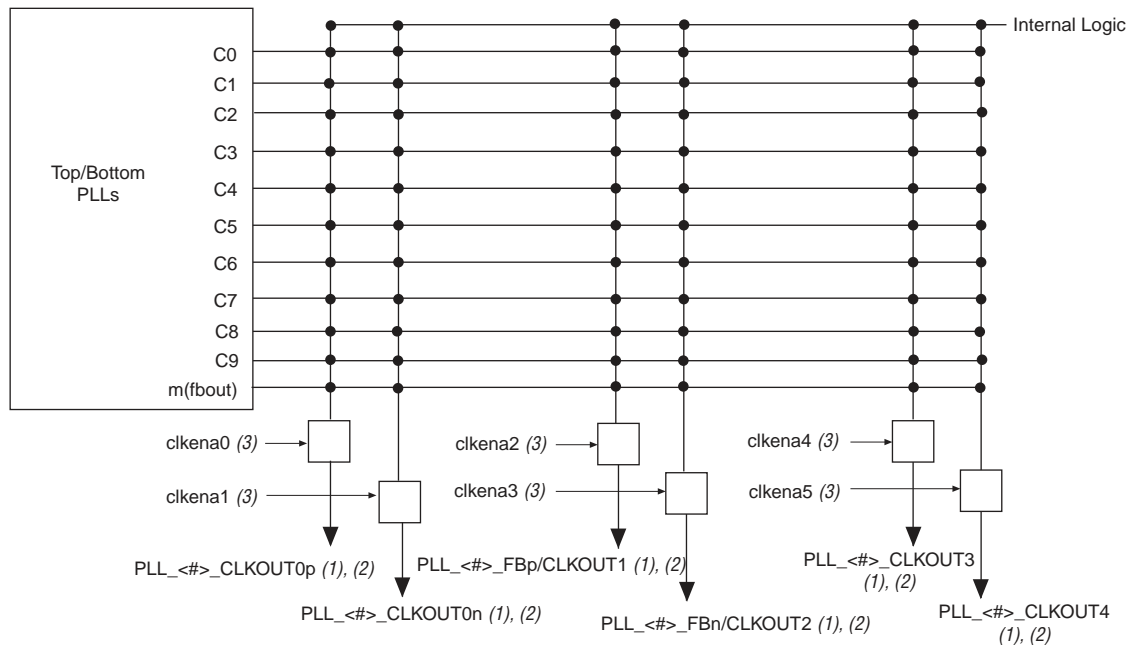 Internal Logic
C0
C1
C2
C3
Top/Bottom
PLLs
C4
C5
C6
C7
C8
C9
m(fbout)
clkena0 (3)
clkena2 (3)
clkena4 (3)
clkena1 (3)
clkena3 (3)
clkena5 (3)
PLL_<#>_CLKOUT0p (1), (2)
PLL_<#>_FBp/CLKOUT1 (1), (2)
PLL_<#>_CLKOUT3
(1), (2)
PLL_<#>_CLKOUT0n (1), (2)
PLL_<#>_FBn/CLKOUT2 (1), (2)
PLL_<#>_CLKOUT4
(1), (2)